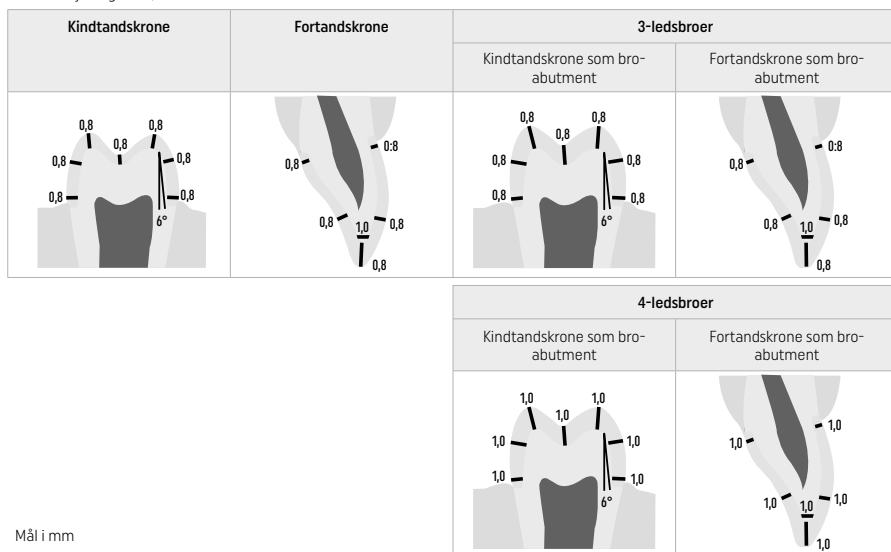 Kindtandskrone
Fortandskrone
3-ledsbroer
Kindtandskrone som bro-
abutment
Fortandskrone som bro-
abutment
0,8 0,8 0,8
0,8 0,8
0,8 0,8
6°
0:8
0,8
0,8 1,0 0,8
0,8
0,8 0,8 0,8
0,8 0,8
0,8 0,8
6°
0:8
0,8
0,8 1,0 0,8
0,8
4-ledsbroer
Kindtandskrone som bro-
abutment
Fortandskrone som bro-
abutment
1,0 1,0 1,0
1,0 1,0
1,0 1,0
6°
1,0
1,0
1,0 1,0 1,0
1,0
Mål i mm